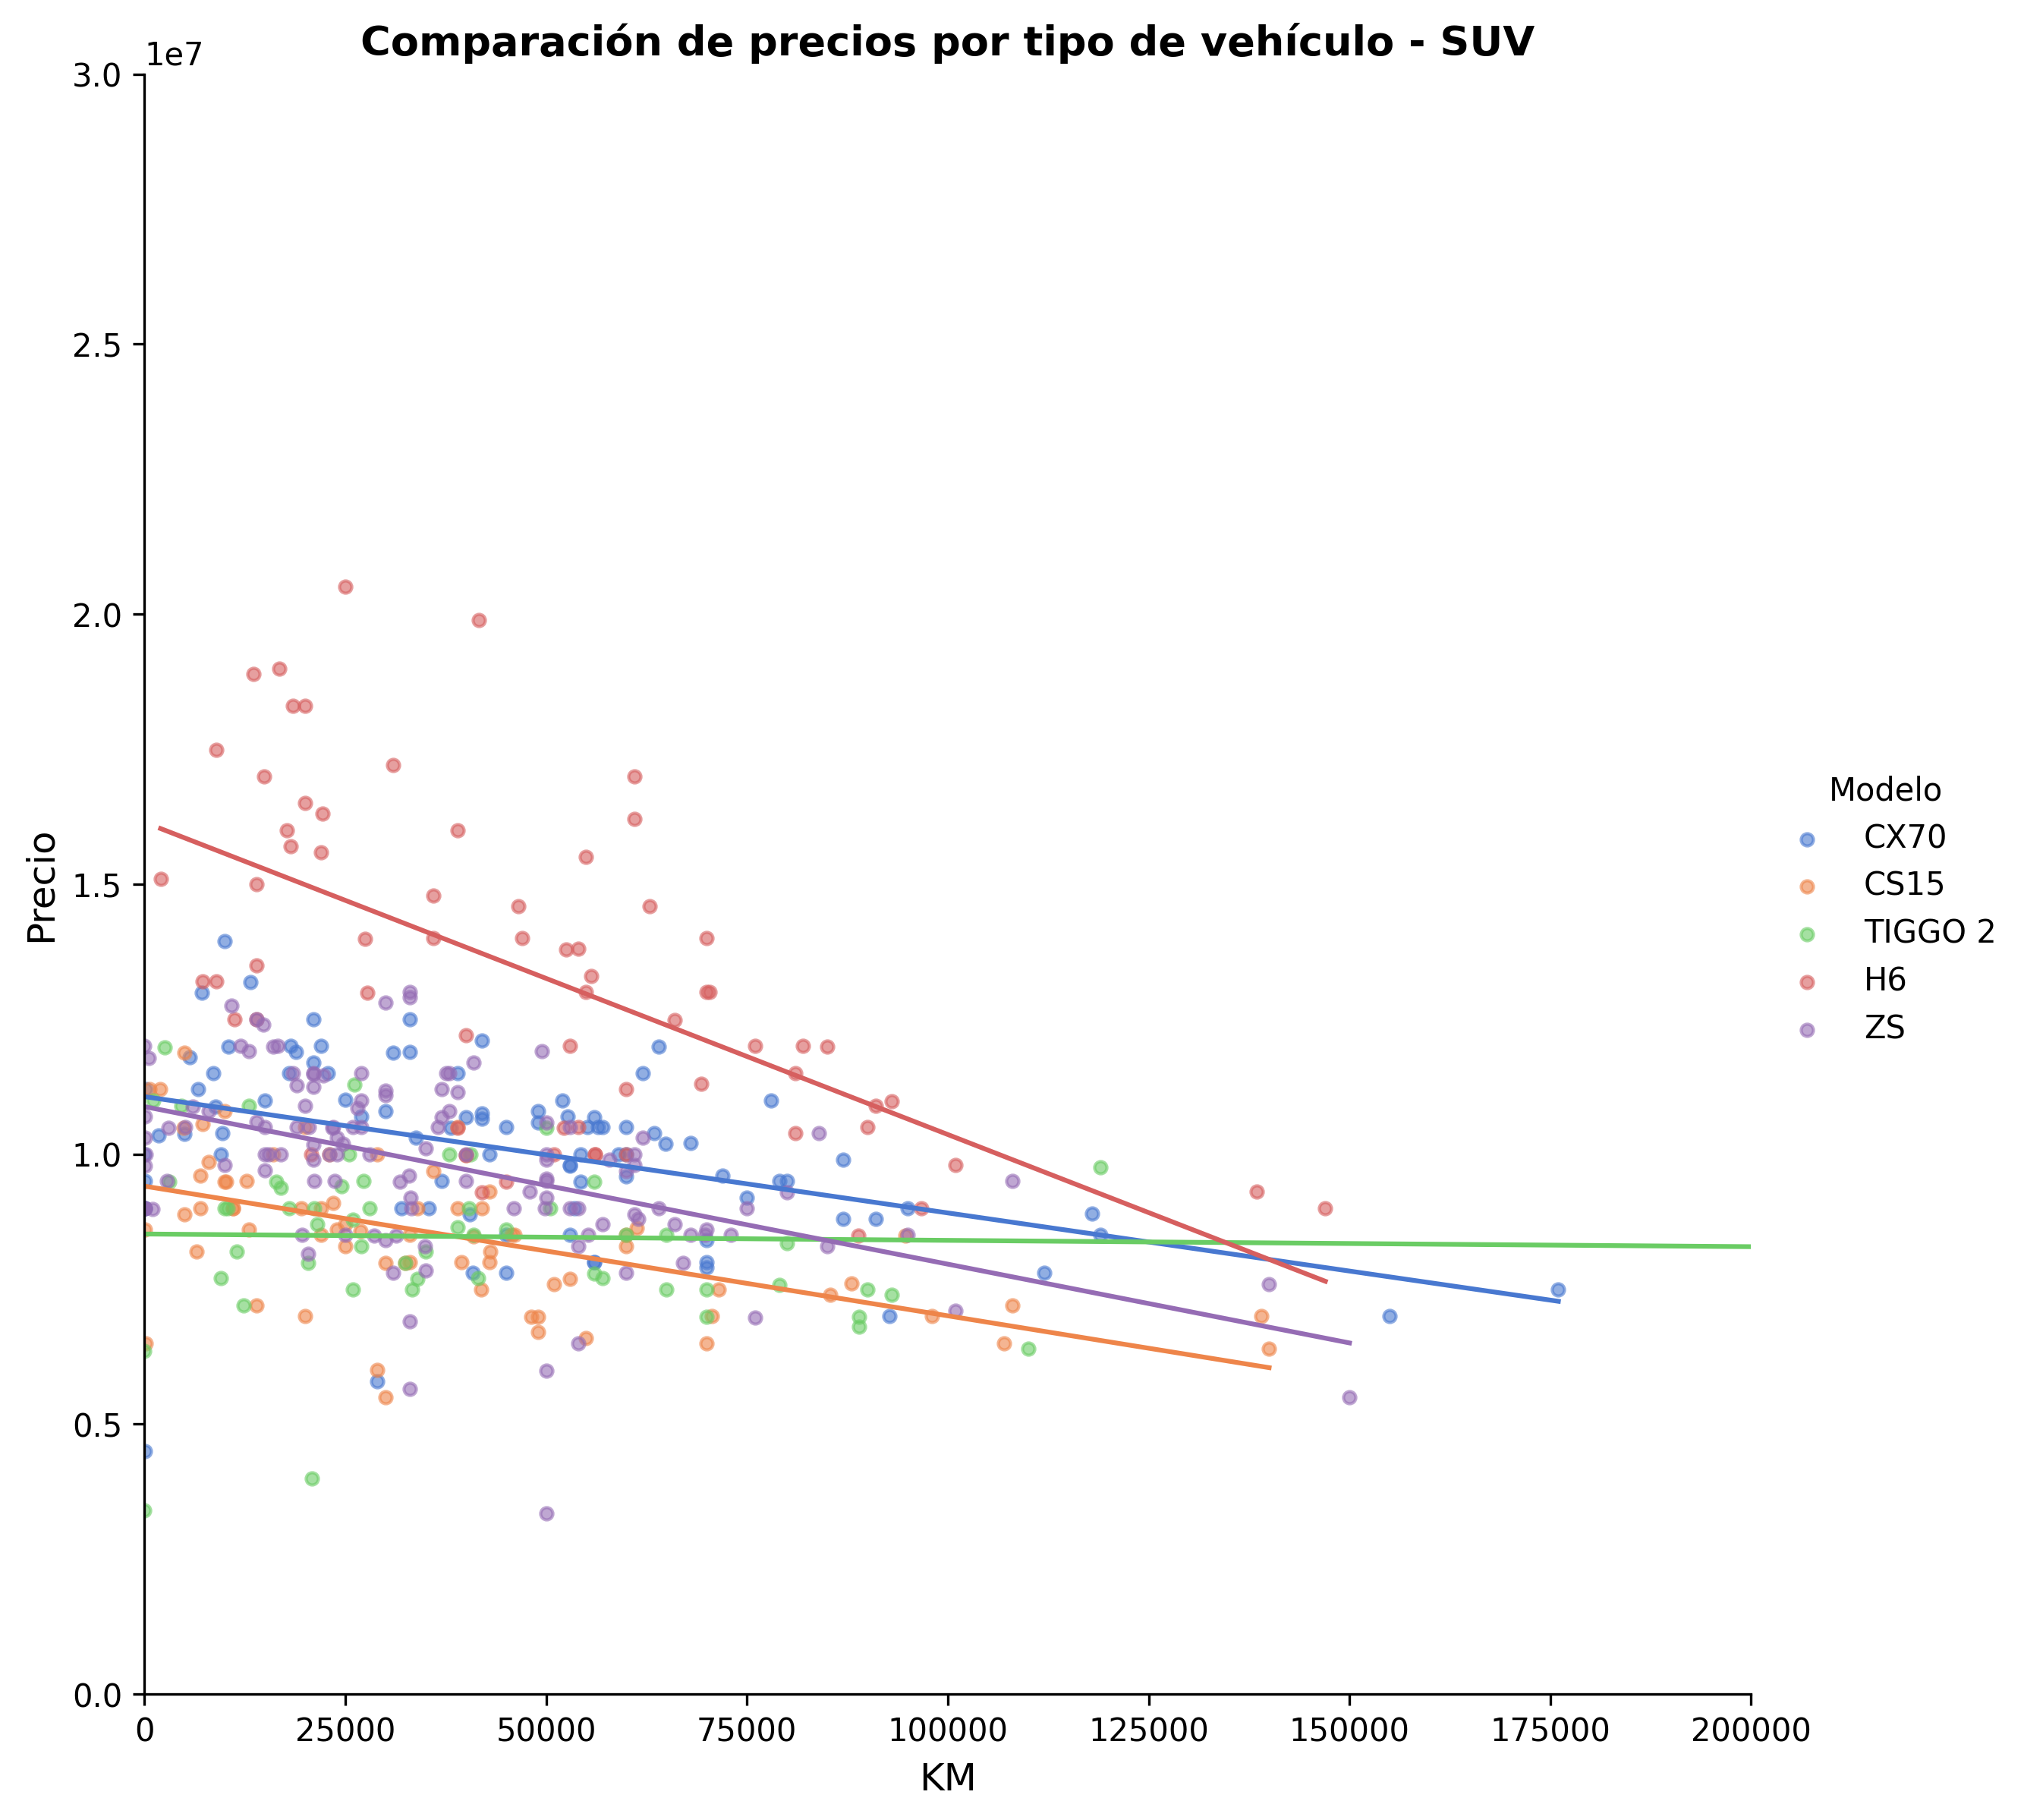 Comparación de precios por tipo de vehículo - SUV
1e7
3.0
2.5
2.0
1.5
1.0
0.5
0.0
Precio
0 25000 50000 75000 100000 125000 150000 175000 200000
KM
Modelo
CX70
CS15
TIGGO 2
H6
ZS